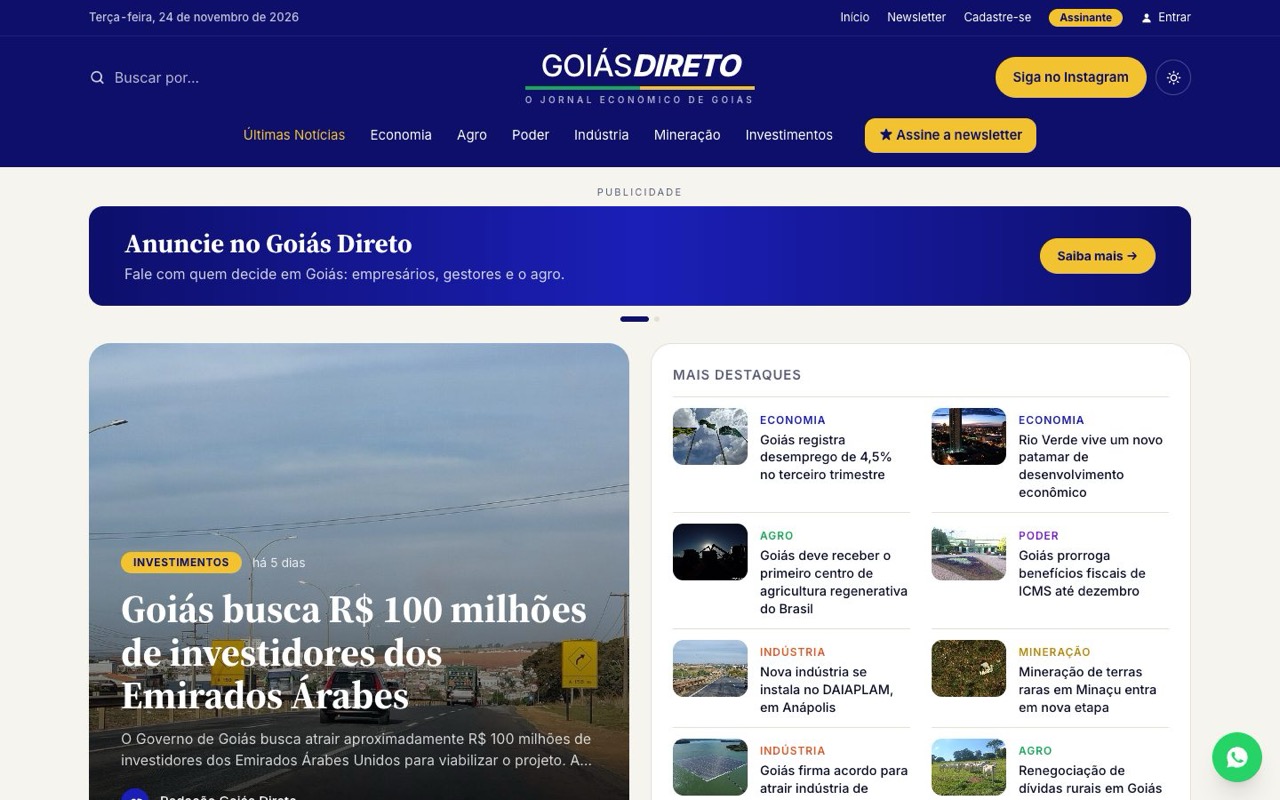 Terça-feira, 24 de novembro de 2026
Início
Newsletter
Cadastre-se
Assinante
Entrar
Buscar por...
GOIÁSDIRETO
O JORNAL ECONÔMICO DE GOIÁS
Siga no Instagram
Últimas Notícias
Economia
Agro
Poder
Indústria
Mineração
Investimentos
Assine a newsletter
PUBLICIDADE
Anuncie no Goiás Direto
Fale com quem decide em Goiás: empresários, gestores e o agro.
Saiba mais →
INVESTIMENTOS
há 5 dias
Goiás busca R$ 100 milhões
de investidores dos
Emirados Árabes
O Governo de Goiás busca atrair aproximadamente R$ 100 milhões de
investidores dos Emirados Árabes Unidos para viabilizar o projeto. A...
Redação Goiás Direto
MAIS DESTAQUES
ECONOMIA
Goiás registra
desemprego de 4,5%
no terceiro trimestre
ECONOMIA
Rio Verde vive um novo
patamar de
desenvolvimento
econômico
AGRO
Goiás deve receber o
primeiro centro de
agricultura regenerativa
do Brasil
PODER
Goiás prorroga
benefícios fiscais de
ICMS até dezembro
INDÚSTRIA
Nova indústria se
instala no DAIAPLAM,
em Anápolis
MINERAÇÃO
Mineração de terras
raras em Minaçu entra
em nova etapa
INDÚSTRIA
Goiás firma acordo para
atrair indústria de
AGRO
Renegociação de
dívidas rurais em Goiás